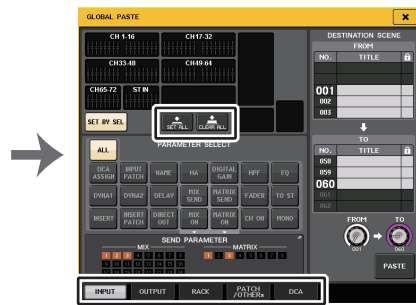 GLOBAL PASTE
CH 1-16
CH17-32
CH33-48
CH49-64
CH65-72
ST IN
SET BY SEL
SET ALL
CLEAR ALL
ALL
PARAMETER SELECT
DCA ASSIGN
INPUT PATCH
NAME
HA
DIGITAL GAIN
HPF
EQ
DYNA1
DYNA2
DELAY
MIX SEND
MATRIX SEND
FADER
TO ST
INSERT
INSERT PATCH
DIRECT OUT
MIX ON
MATRIX ON
CH ON
MONO
SEND PARAMETER
MIX
MATRIX
INPUT
OUTPUT
RACK
PATCH /OTHERs
DCA
DESTINATION SCENE
FROM
NO.
TITLE
001
002
003
TO
NO.
TITLE
058
059
060
061
062
FROM
TO
001
060
PASTE